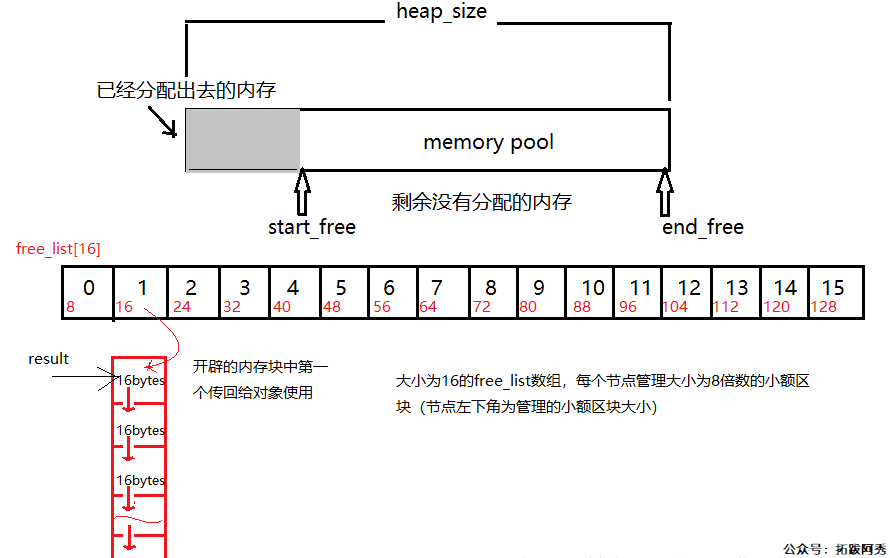 heap_size
已经分配出去的内存
memory pool
剩余没有分配的内存
start_free
end_free
free_list[16]
0 1 2 3 4 5 6 7 8 9 10 11 12 13 14 15
8 16 24 32 40 48 56 64 72 80 88 96 104 112 120 128
result
开辟的内存块中第一
个传回给对象使用
16bytes
16bytes
16bytes
大小为16的free_list数组，每个节点管理大小为8倍数的小额区
块（节点左下角为管理的小额区块大小）
公众号：拓跋阿秀